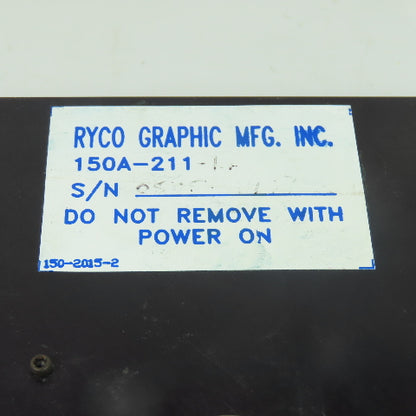 RYCO GRAPHIC MFG. INC.
150A-211
S/N
DO NOT REMOVE WITH
POWER ON
150-2015-2